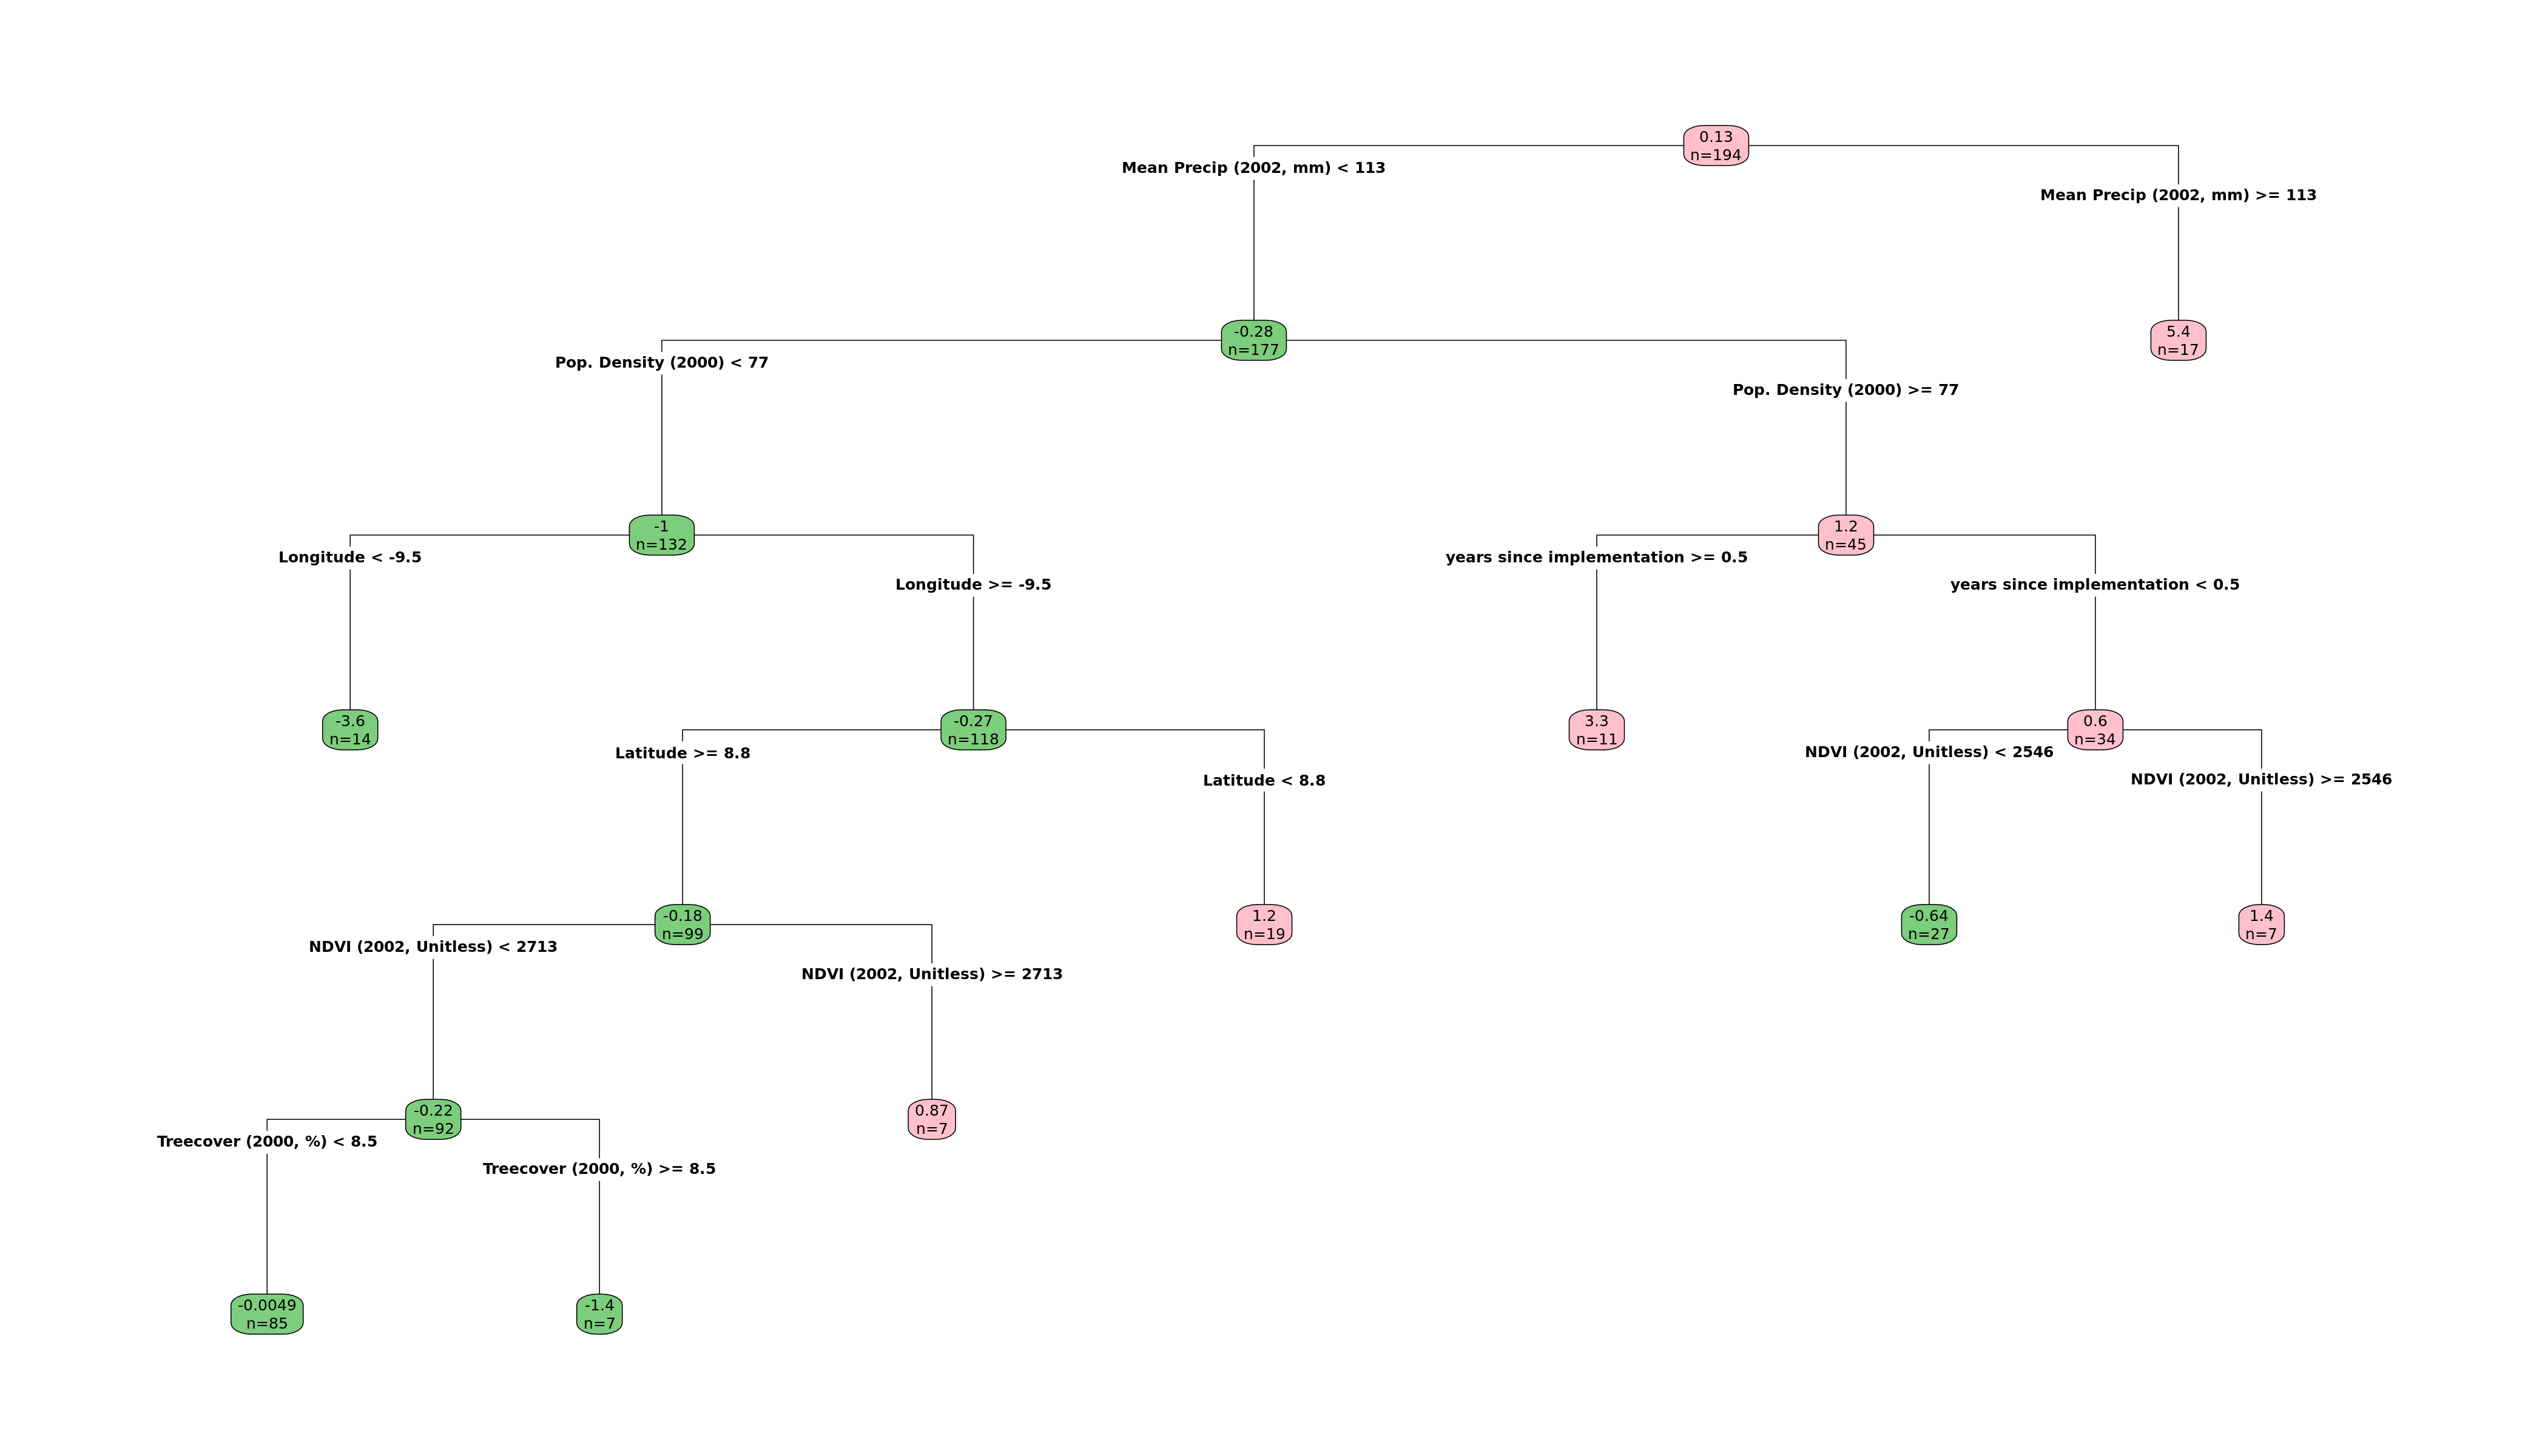 0.13
n=194
Mean Precip (2002, mm) < 113
Mean Precip (2002, mm) >= 113
-0.28
n=177
5.4
n=17
Pop. Density (2000) < 77
Pop. Density (2000) >= 77
-1
n=132
1.2
n=45
Longitude < -9.5
Longitude >= -9.5
years since implementation >= 0.5
years since implementation < 0.5
-3.6
n=14
-0.27
n=118
3.3
n=11
0.6
n=34
Latitude >= 8.8
Latitude < 8.8
NDVI (2002, Unitless) < 2546
NDVI (2002, Unitless) >= 2546
-0.18
n=99
1.2
n=19
-0.64
n=27
1.4
n=7
NDVI (2002, Unitless) < 2713
NDVI (2002, Unitless) >= 2713
-0.22
n=92
0.87
n=7
Treecover (2000, %) < 8.5
Treecover (2000, %) >= 8.5
-0.0049
n=85
-1.4
n=7